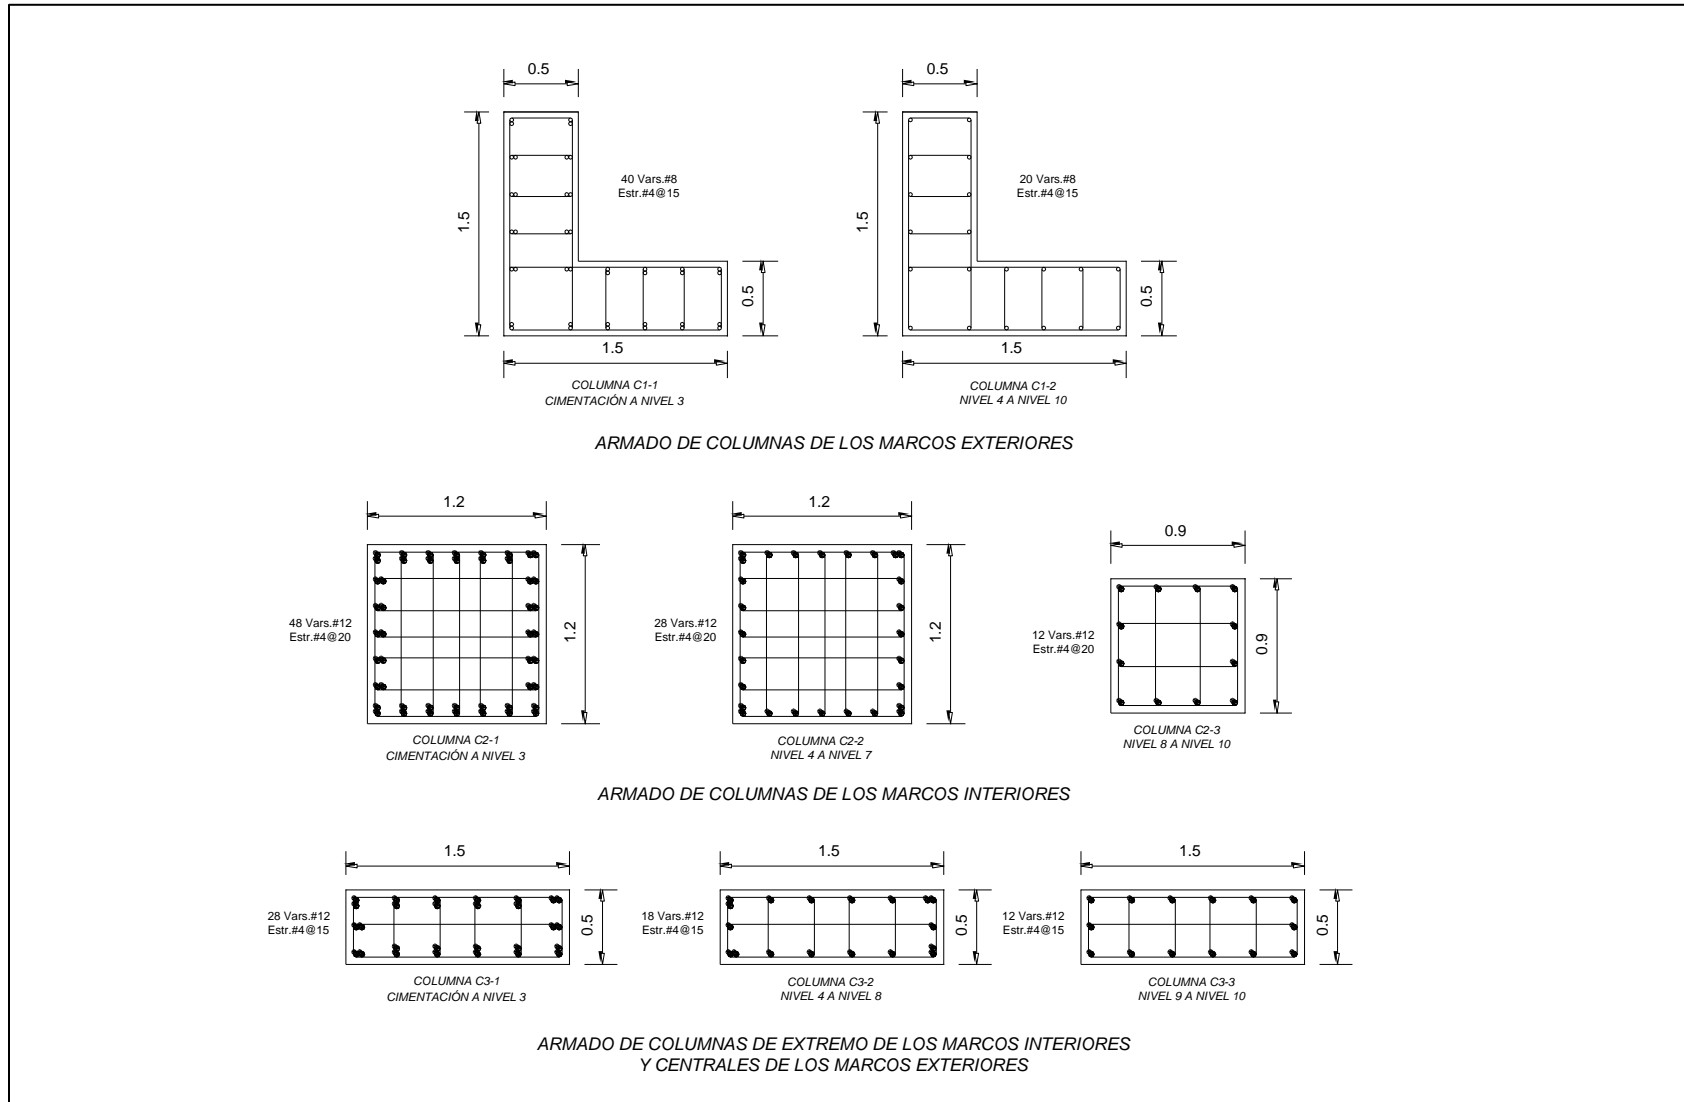 0.5
0.5
1.5
40 Vars.#8
Estr.#4@15
0.5
1.5
1.5
20 Vars.#8
Estr.#4@15
0.5
1.5
COLUMNA C1-1
CIMENTACIÓN A NIVEL 3
COLUMNA C1-2
NIVEL 4 A NIVEL 10
ARMADO DE COLUMNAS DE LOS MARCOS EXTERIORES
1.2
1.2
0.9
48 Vars.#12
Estr.#4@20
1.2
28 Vars.#12
Estr.#4@20
1.2
12 Vars.#12
Estr.#4@20
0.9
COLUMNA C2-1
CIMENTACIÓN A NIVEL 3
COLUMNA C2-2
NIVEL 4 A NIVEL 7
COLUMNA C2-3
NIVEL 8 A NIVEL 10
ARMADO DE COLUMNAS DE LOS MARCOS INTERIORES
1.5
1.5
1.5
28 Vars.#12
Estr.#4@15
0.5
18 Vars.#12
Estr.#4@15
0.5
12 Vars.#12
Estr.#4@15
0.5
COLUMNA C3-1
CIMENTACIÓN A NIVEL 3
COLUMNA C3-2
NIVEL 4 A NIVEL 8
COLUMNA C3-3
NIVEL 9 A NIVEL 10
ARMADO DE COLUMNAS DE EXTREMO DE LOS MARCOS INTERIORES
Y CENTRALES DE LOS MARCOS EXTERIORES